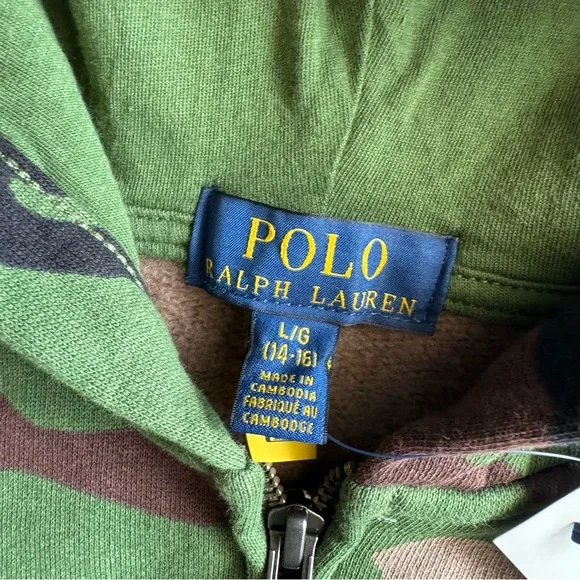 POLO
RALPH LAUREN
L/G
(14-16)
MADE IN
CAMBODIA
FABRIQUÉ AU
CAMBODGE